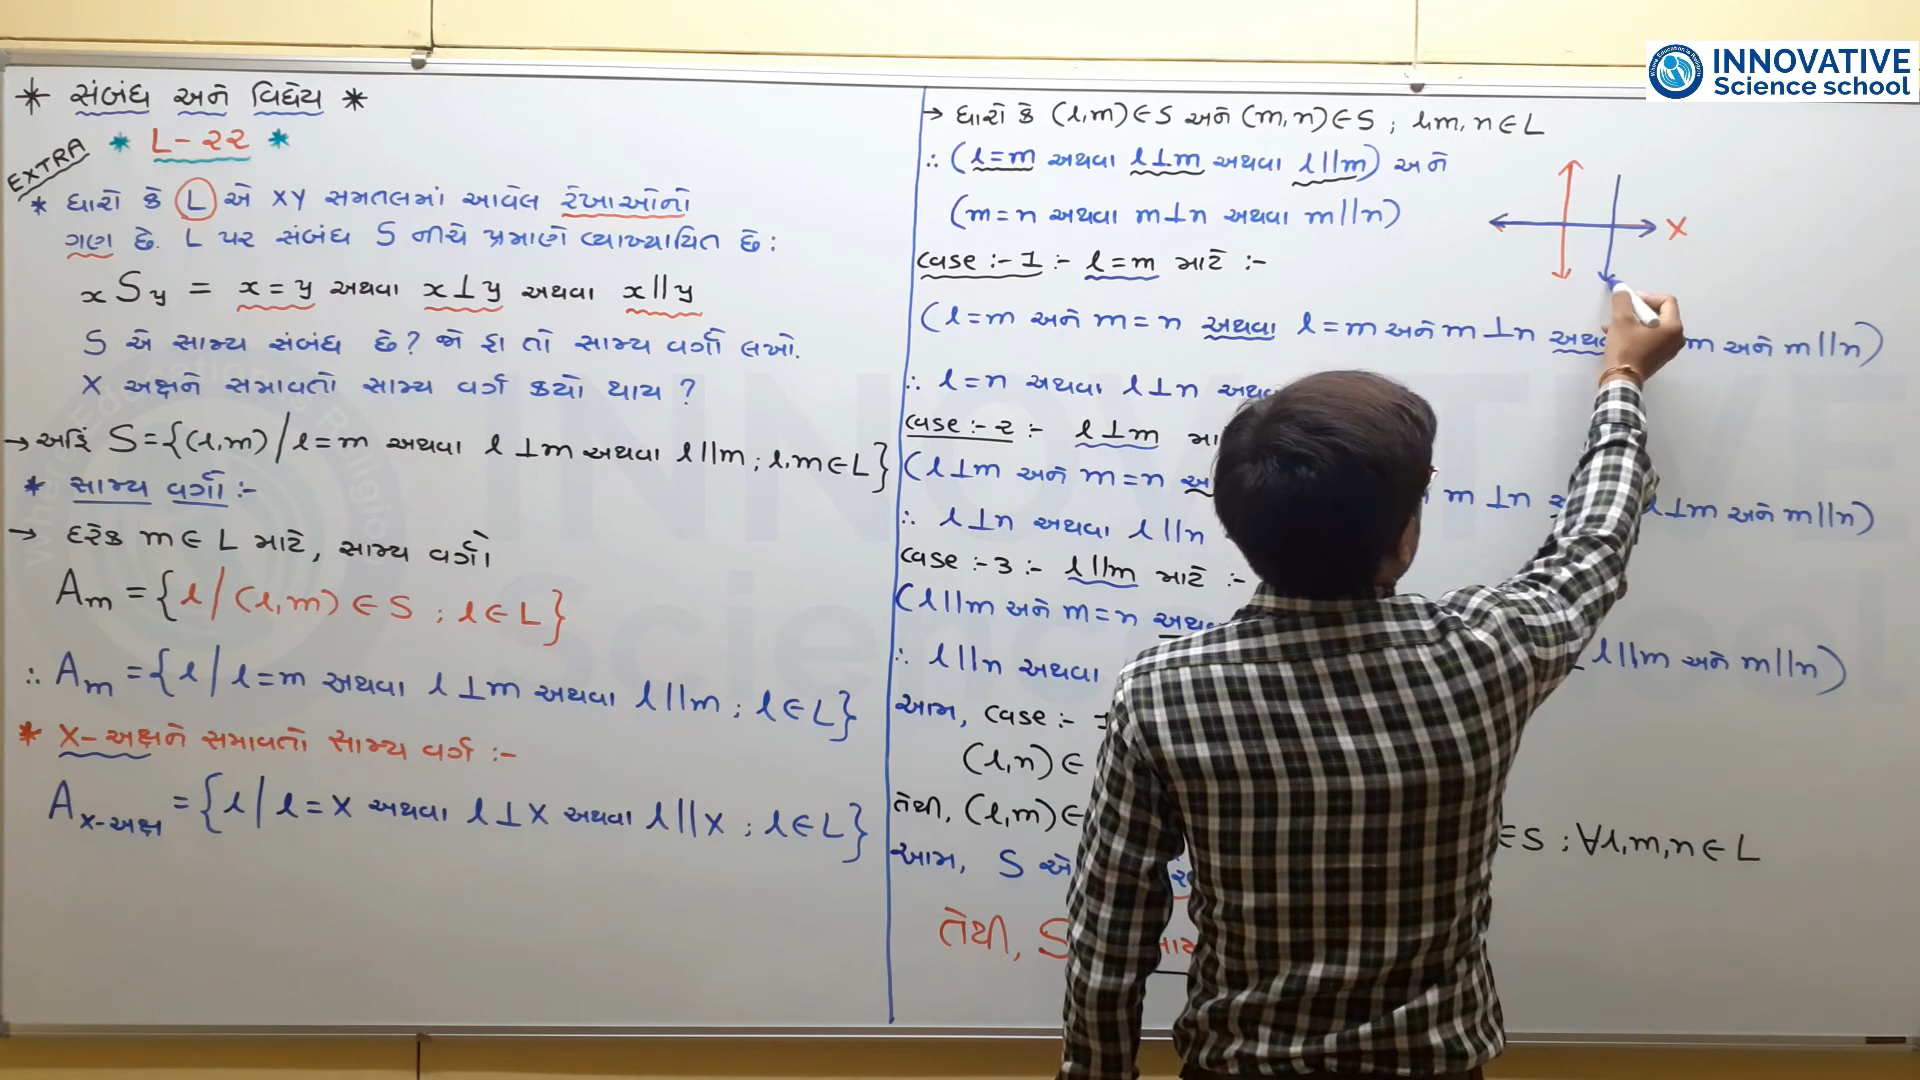 * સંબંધ અને વિધેય *
EXTRA * L-૨૨ *
* ધારો કે L એ XY સમતલમાં આવેલ રેખાઓનો
ગણ છે. L પર સંબંધ S નીચે પ્રમાણે વ્યાખ્યાયિત છે:
xSy = x=y અથવા x⊥y અથવા x||y
S એ સામ્ય સંબંધ છે? જો હા તો સામ્ય વર્ગો લખો.
X અક્ષને સમાવતો સામ્ય વર્ગ કયો થાય ?
→ અહિં S={(l,m)/l=m અથવા l⊥m અથવા l||m; l,m∈L}
* સામ્ય વર્ગો :-
→ દરેક m∈L માટે, સામ્ય વર્ગો
Am = {l/(l,m)∈S ; l∈L}
∴ Am = {l/l=m અથવા l⊥m અથવા l||m ; l∈L}
* X-અક્ષને સમાવતો સામ્ય વર્ગ :-
Ax-અક્ષ = {l/l=X અથવા l⊥X અથવા l||X ; l∈L}
→ ધારો કે (l,m)∈S અને (m,n)∈S ; l,m,n∈L
∴ (l=m અથવા l⊥m અથવા l||m) અને
(m=n અથવા m⊥n અથવા m||n)
X
case :- 1 :- l=m માટે :-
(l=m અને m=n અથવા l=m અને m⊥n m અને m||n)
∴ l=n અથવા l⊥n
case :- 2 :- l⊥m
(l⊥m અને m=n m⊥n l⊥m અને m||n)
∴ l⊥n અથવા l||n
case :- 3 :- l||m માટે :-
(l||m અને m=n l||m અને m||n)
∴ l||n અથવા
આમ, case :- 1
(l,n)∈
તેથી, (l,m)∈ ∈S ; ∀l,m,n∈L
આમ, S એ
તેથી, S
INNOVATIVE
Science school